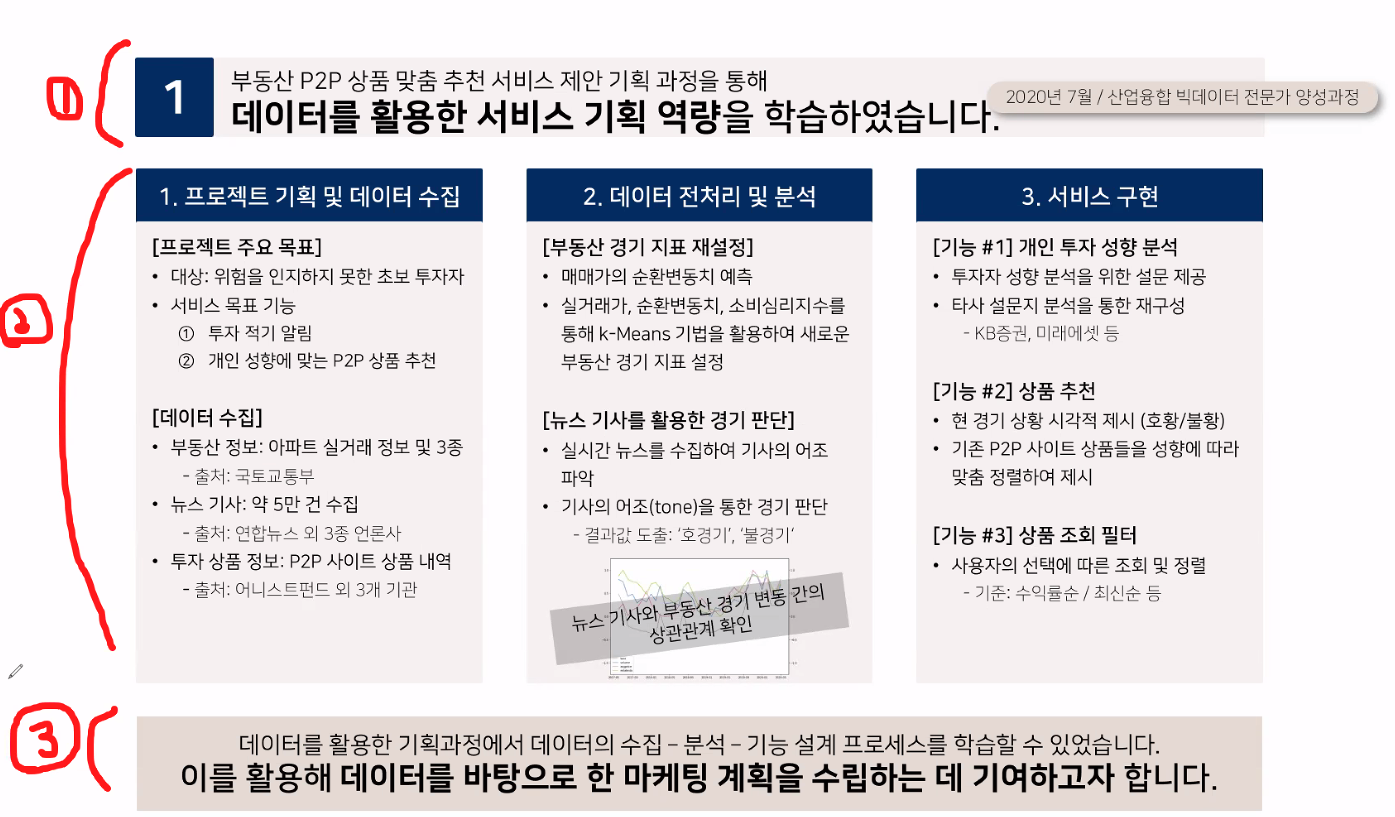 ①
1
부동산 P2P 상품 맞춤 추천 서비스 제안 기획 과정을 통해
데이터를 활용한 서비스 기획 역량을 학습하였습니다.
2020년 7월 / 산업융합 빅데이터 전문가 양성과정
②
1. 프로젝트 기획 및 데이터 수집
[프로젝트 주요 목표]
• 대상: 위험을 인지하지 못한 초보 투자자
• 서비스 목표 기능
① 투자 적기 알림
② 개인 성향에 맞는 P2P 상품 추천
[데이터 수집]
• 부동산 정보: 아파트 실거래 정보 및 3종
- 출처: 국토교통부
• 뉴스 기사: 약 5만 건 수집
- 출처: 연합뉴스 외 3종 언론사
• 투자 상품 정보: P2P 사이트 상품 내역
- 출처: 어니스트펀드 외 3개 기관
2. 데이터 전처리 및 분석
[부동산 경기 지표 재설정]
• 매매가의 순환변동치 예측
• 실거래가, 순환변동치, 소비심리지수를
통해 k-Means 기법을 활용하여 새로운
부동산 경기 지표 설정
[뉴스 기사를 활용한 경기 판단]
• 실시간 뉴스를 수집하여 기사의 어조
파악
• 기사의 어조(tone)을 통한 경기 판단
- 결과값 도출: ‘호경기’, ‘불경기‘
뉴스 기사와 부동산 경기 변동 간의
상관관계 확인
3. 서비스 구현
[기능 #1] 개인 투자 성향 분석
• 투자자 성향 분석을 위한 설문 제공
• 타사 설문지 분석을 통한 재구성
- KB증권, 미래에셋 등
[기능 #2] 상품 추천
• 현 경기 상황 시각적 제시 (호황/불황)
• 기존 P2P 사이트 상품들을 성향에 따라
맞춤 정렬하여 제시
[기능 #3] 상품 조회 필터
• 사용자의 선택에 따른 조회 및 정렬
- 기준: 수익률순 / 최신순 등
③
데이터를 활용한 기획과정에서 데이터의 수집 – 분석 – 기능 설계 프로세스를 학습할 수 있었습니다.
이를 활용해 데이터를 바탕으로 한 마케팅 계획을 수립하는 데 기여하고자 합니다.